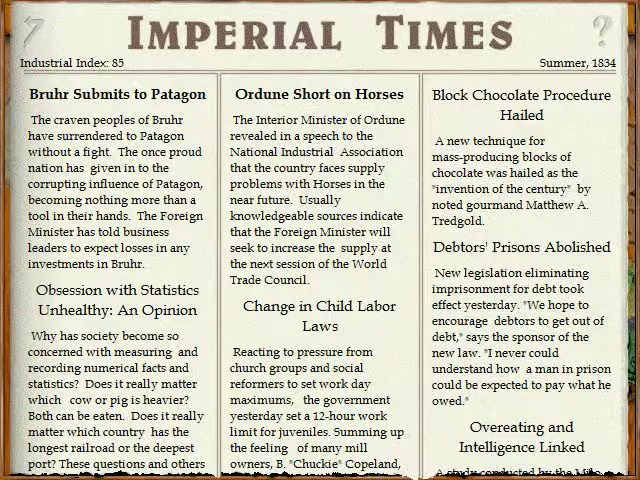 IMPERIAL TIMES
Industrial Index: 85
Summer, 1834
Bruhr Submits to Patagon
The craven peoples of Bruhr
have surrendered to Patagon
without a fight. The once proud
nation has given in to the
corrupting influence of Patagon,
becoming nothing more than a
tool in their hands. The Foreign
Minister has told business
leaders to expect losses in any
investments in Bruhr.
Obsession with Statistics
Unhealthy: An Opinion
Why has society become so
concerned with measuring and
recording numerical facts and
statistics? Does it really matter
which cow or pig is heavier?
Both can be eaten. Does it really
matter which country has the
longest railroad or the deepest
port? These questions and others
Ordune Short on Horses
The Interior Minister of Ordune
revealed in a speech to the
National Industrial Association
that the country faces supply
problems with Horses in the
near future. Usually
knowledgeable sources indicate
that the Foreign Minister will
seek to increase the supply at
the next session of the World
Trade Council.
Change in Child Labor
Laws
Reacting to pressure from
church groups and social
reformers to set work day
maximums, the government
yesterday set a 12-hour work
limit for juveniles. Summing up
the feeling of many mill
owners, B. "Chuckie" Copeland,
Block Chocolate Procedure
Hailed
A new technique for
mass-producing blocks of
chocolate was hailed as the
"invention of the century" by
noted gourmand Matthew A.
Tredgold.
Debtors' Prisons Abolished
New legislation eliminating
imprisonment for debt took
effect yesterday. "We hope to
encourage debtors to get out of
debt," says the sponsor of the
new law. "I never could
understand how a man in prison
could be expected to pay what he
owed."
Overeating and
Intelligence Linked
A study conducted by the